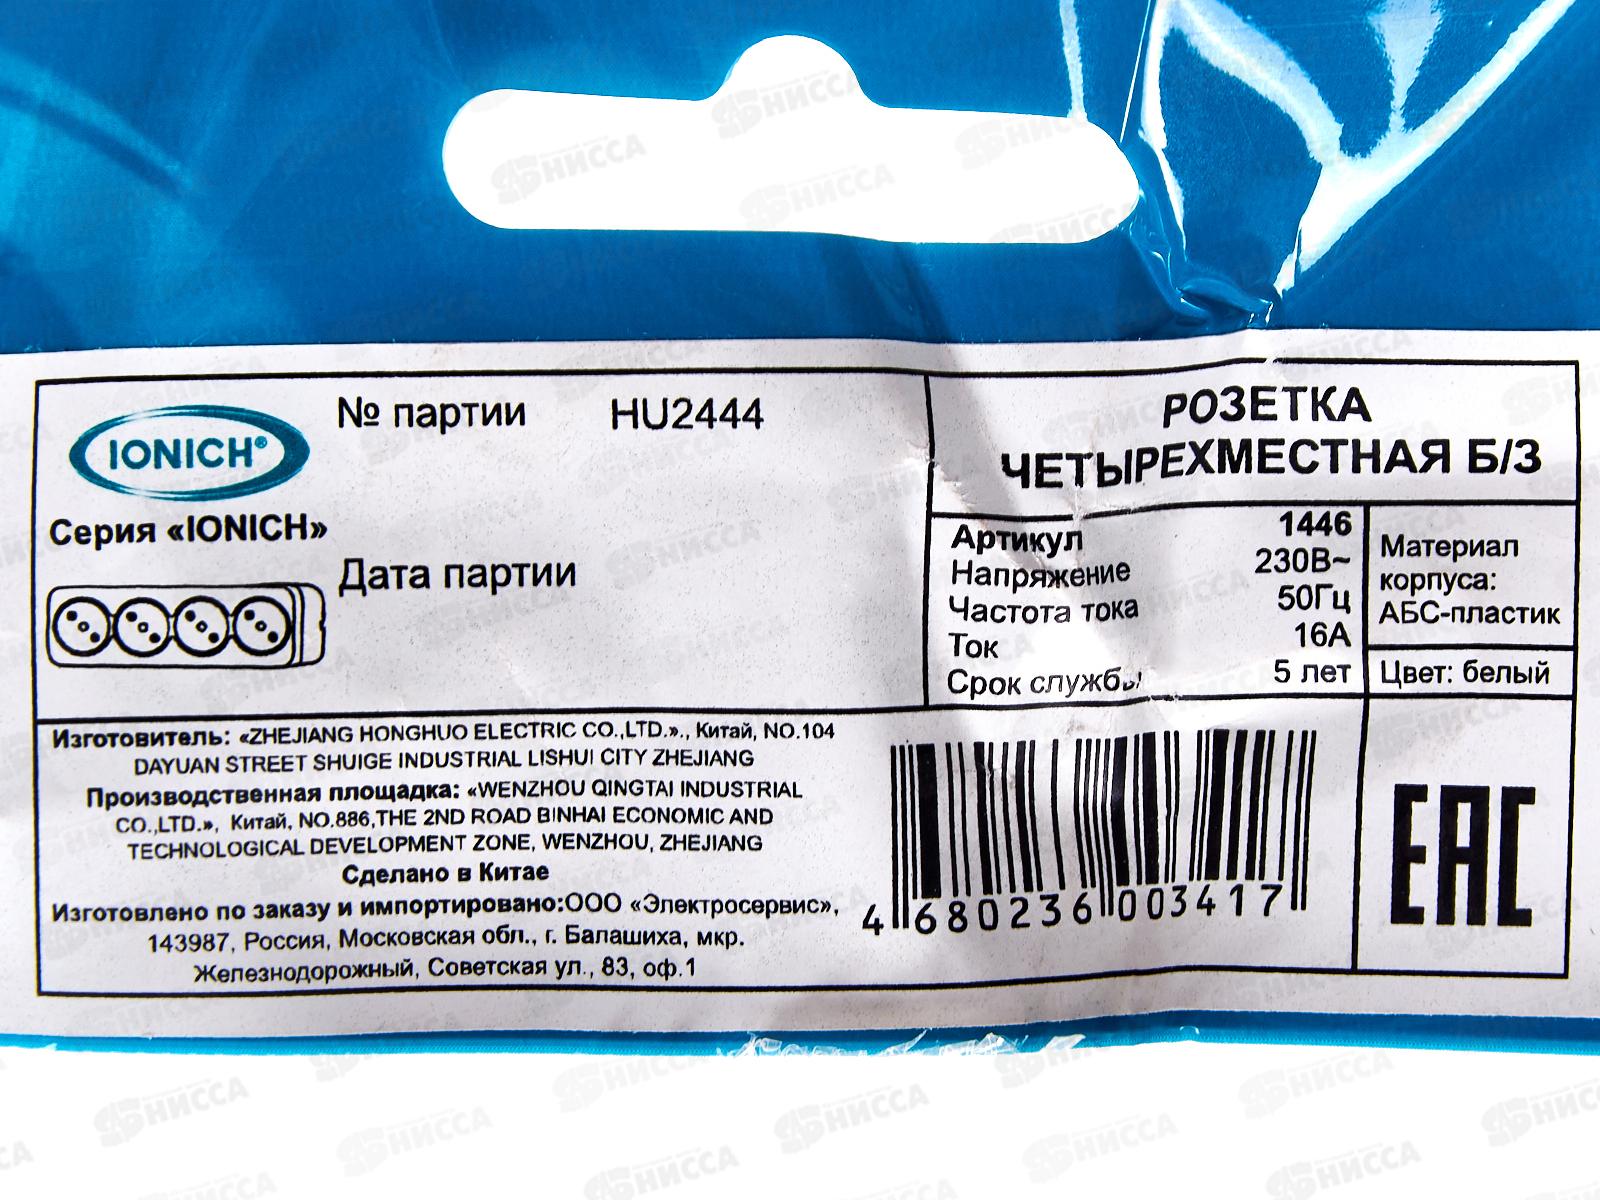 IONICH®
№ партии HU2444
Серия «IONICH»
Дата партии
РОЗЕТКА
ЧЕТЫРЕХМЕСТНАЯ Б/З
Артикул 1446
Напряжение 230В~
Частота тока 50Гц
Ток 16А
Срок службы 5 лет
Материал
корпуса:
АБС-пластик
Цвет: белый
Изготовитель: «ZHEJIANG HONGHUO ELECTRIC CO.,LTD.»., Китай, NO.104
DAYUAN STREET SHUIGE INDUSTRIAL LISHUI CITY ZHEJIANG
Производственная площадка: «WENZHOU QINGTAI INDUSTRIAL
CO.,LTD.», Китай, NO.886,THE 2ND ROAD BINHAI ECONOMIC AND
TECHNOLOGICAL DEVELOPMENT ZONE, WENZHOU, ZHEJIANG
Сделано в Китае
Изготовлено по заказу и импортировано:ООО «Электросервис»,
143987, Россия, Московская обл., г. Балашиха, мкр.
Железнодорожный, Советская ул., 83, оф.1
4 680236 003417
EAC
НИССА